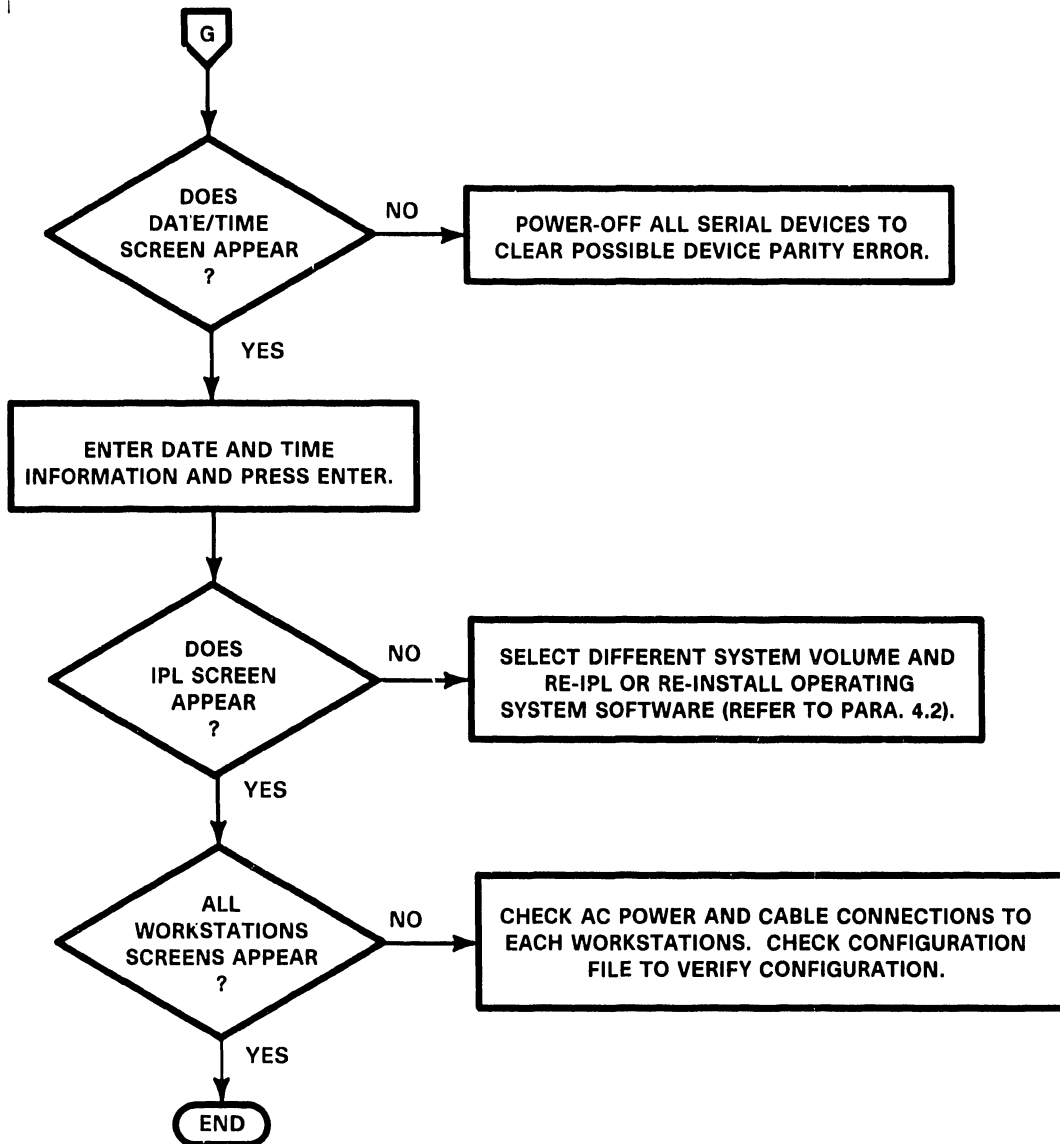 G
DOES
DATE/TIME
SCREEN APPEAR
?
NO
POWER-OFF ALL SERIAL DEVICES TO
CLEAR POSSIBLE DEVICE PARITY ERROR.
YES
ENTER DATE AND TIME
INFORMATION AND PRESS ENTER.
DOES
IPL SCREEN
APPEAR
?
NO
SELECT DIFFERENT SYSTEM VOLUME AND
RE-IPL OR RE-INSTALL OPERATING
SYSTEM SOFTWARE (REFER TO PARA. 4.2).
YES
ALL
WORKSTATIONS
SCREENS APPEAR
?
NO
CHECK AC POWER AND CABLE CONNECTIONS TO
EACH WORKSTATIONS. CHECK CONFIGURATION
FILE TO VERIFY CONFIGURATION.
YES
END